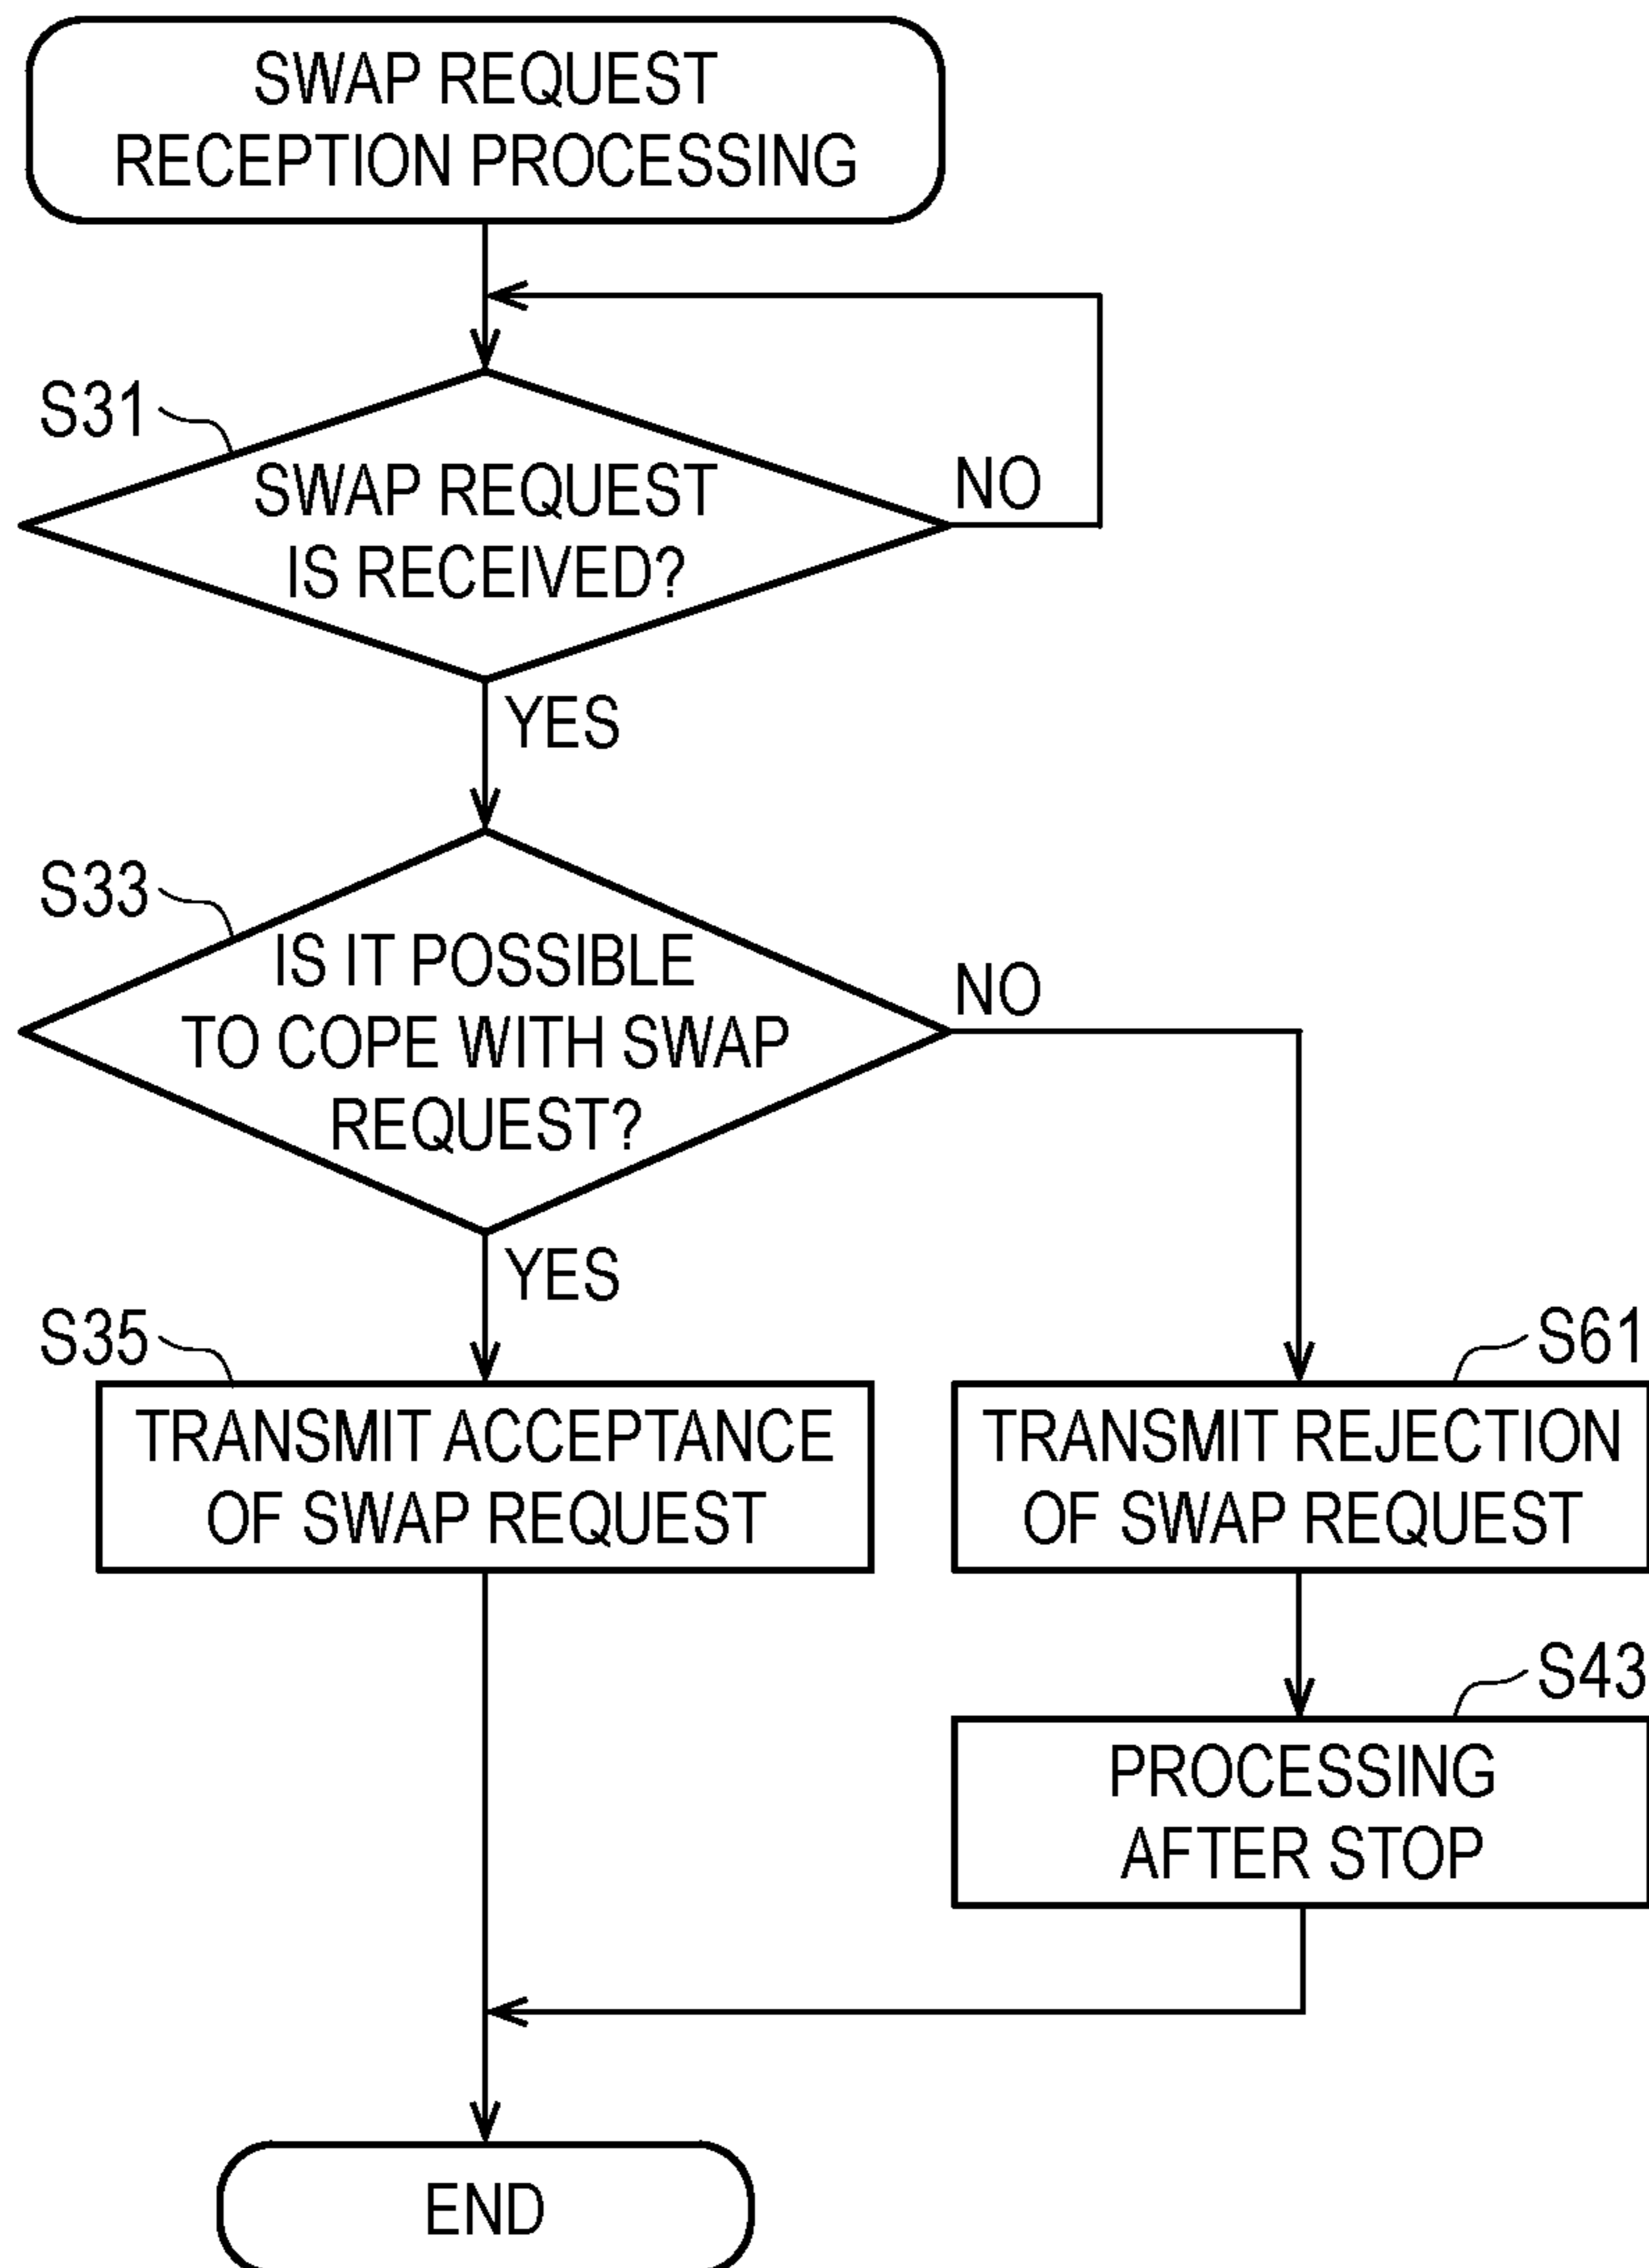 SWAP REQUEST
RECEPTION PROCESSING
S31
SWAP REQUEST
IS RECEIVED?
NO
YES
S33
IS IT POSSIBLE
TO COPE WITH SWAP
REQUEST?
NO
YES
S35
TRANSMIT ACCEPTANCE
OF SWAP REQUEST
S61
TRANSMIT REJECTION
OF SWAP REQUEST
S43
PROCESSING
AFTER STOP
END